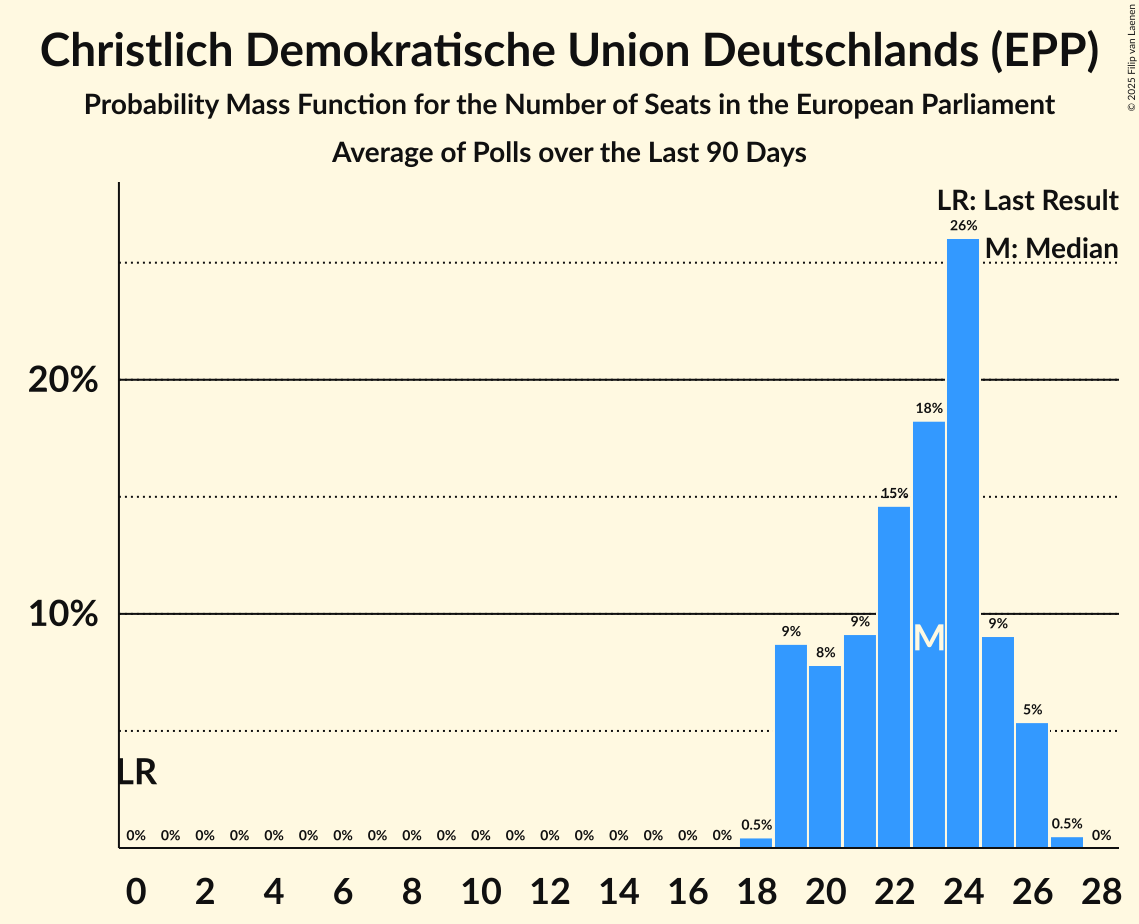 Christlich Demokratische Union Deutschlands (EPP)
Probability Mass Function for the Number of Seats in the European Parliament
Average of Polls over the Last 90 Days
© 2025 Filip van Laenen
LR: Last Result
M: Median
26%
20%
18%
15%
10%
9% 8% 9% 9%
M
5%
LR
0% 0% 0% 0% 0% 0% 0% 0% 0% 0% 0% 0% 0% 0% 0% 0% 0% 0% 0.5% 0.5% 0%
0 2 4 6 8 10 12 14 16 18 20 22 24 26 28